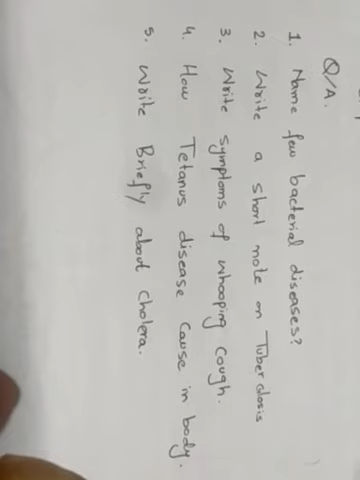 Q/A.
1. Name few bacterial diseases?
2. Write a short note on Tuberclosis
3. Write symptoms of whooping cough.
4. How Tetanus disease cause in body.
5. Write Briefly about cholera.